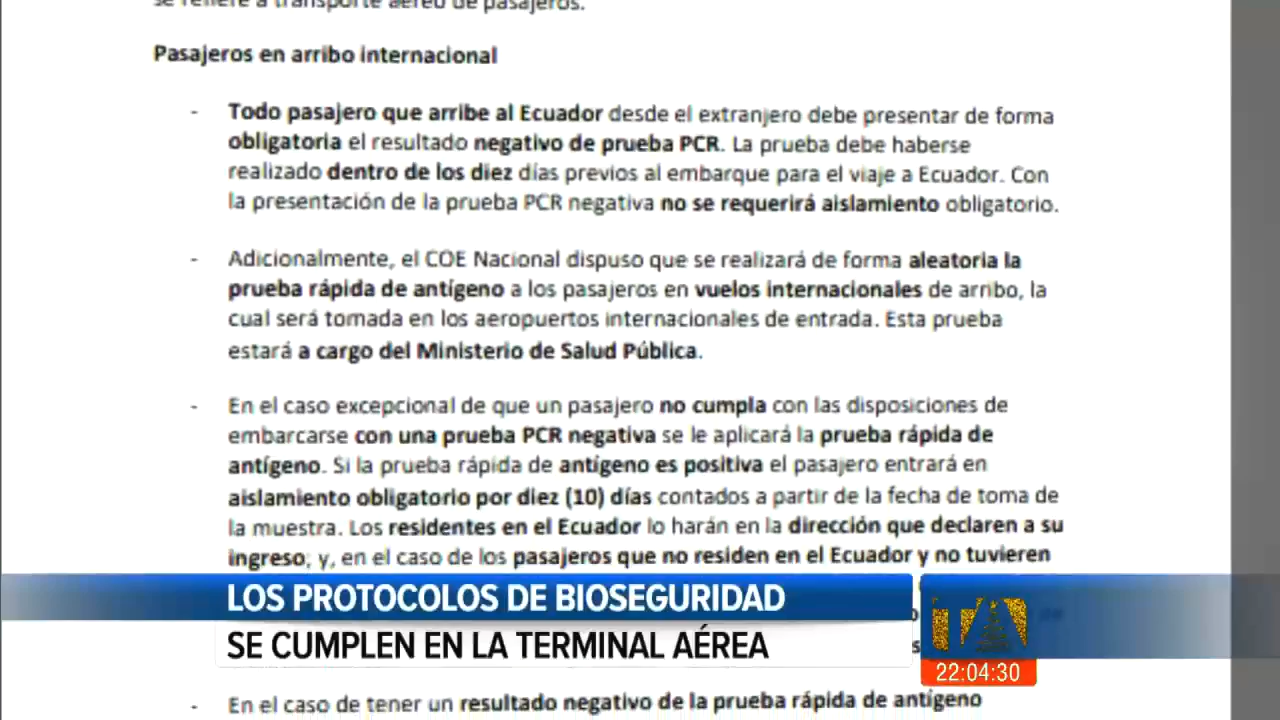 se refiere a transporte aéreo de pasajeros.
Pasajeros en arribo internacional
- Todo pasajero que arribe al Ecuador desde el extranjero debe presentar de forma
obligatoria el resultado negativo de prueba PCR. La prueba debe haberse
realizado dentro de los diez días previos al embarque para el viaje a Ecuador. Con
la presentación de la prueba PCR negativa no se requerirá aislamiento obligatorio.
- Adicionalmente, el COE Nacional dispuso que se realizará de forma aleatoria la
prueba rápida de antígeno a los pasajeros en vuelos internacionales de arribo, la
cual será tomada en los aeropuertos internacionales de entrada. Esta prueba
estará a cargo del Ministerio de Salud Pública.
- En el caso excepcional de que un pasajero no cumpla con las disposiciones de
embarcarse con una prueba PCR negativa se le aplicará la prueba rápida de
antígeno. Si la prueba rápida de antígeno es positiva el pasajero entrará en
aislamiento obligatorio por diez (10) días contados a partir de la fecha de toma de
la muestra. Los residentes en el Ecuador lo harán en la dirección que declaren a su
ingreso; y, en el caso de los pasajeros que no residen en el Ecuador y no tuvieren
LOS PROTOCOLOS DE BIOSEGURIDAD
SE CUMPLEN EN LA TERMINAL AÉREA
22:04:30
- En el caso de tener un resultado negativo de la prueba rápida de antígeno